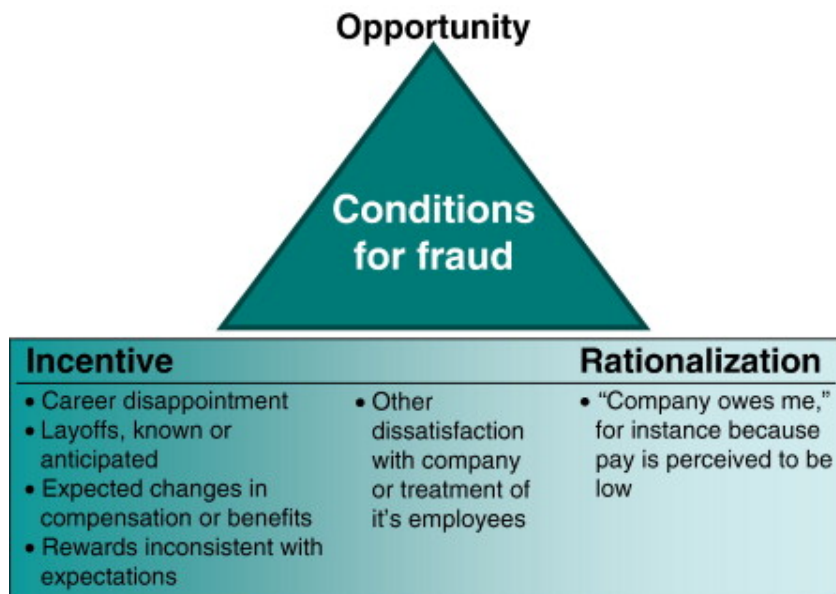 Opportunity
Conditions
for fraud
Incentive
• Career disappointment
• Layoffs, known or
anticipated
• Expected changes in
compensation or benefits
• Rewards inconsistent with
expectations
• Other
dissatisfaction
with company
or treatment of
it's employees
Rationalization
• “Company owes me,”
for instance because
pay is perceived to be
low